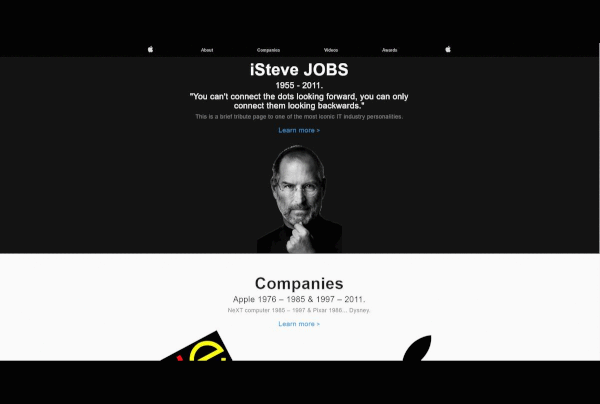 About Companies Videos Awards
iSteve JOBS
1955 - 2011.
"You can't connect the dots looking forward, you can only
connect them looking backwards."
This is a brief tribute page to one of the most iconic IT industry personalities.
Learn more >
Companies
Apple 1976 – 1985 & 1997 – 2011.
NeXT computer 1985 – 1997 & Pixar 1986... Dysney.
Learn more >
e